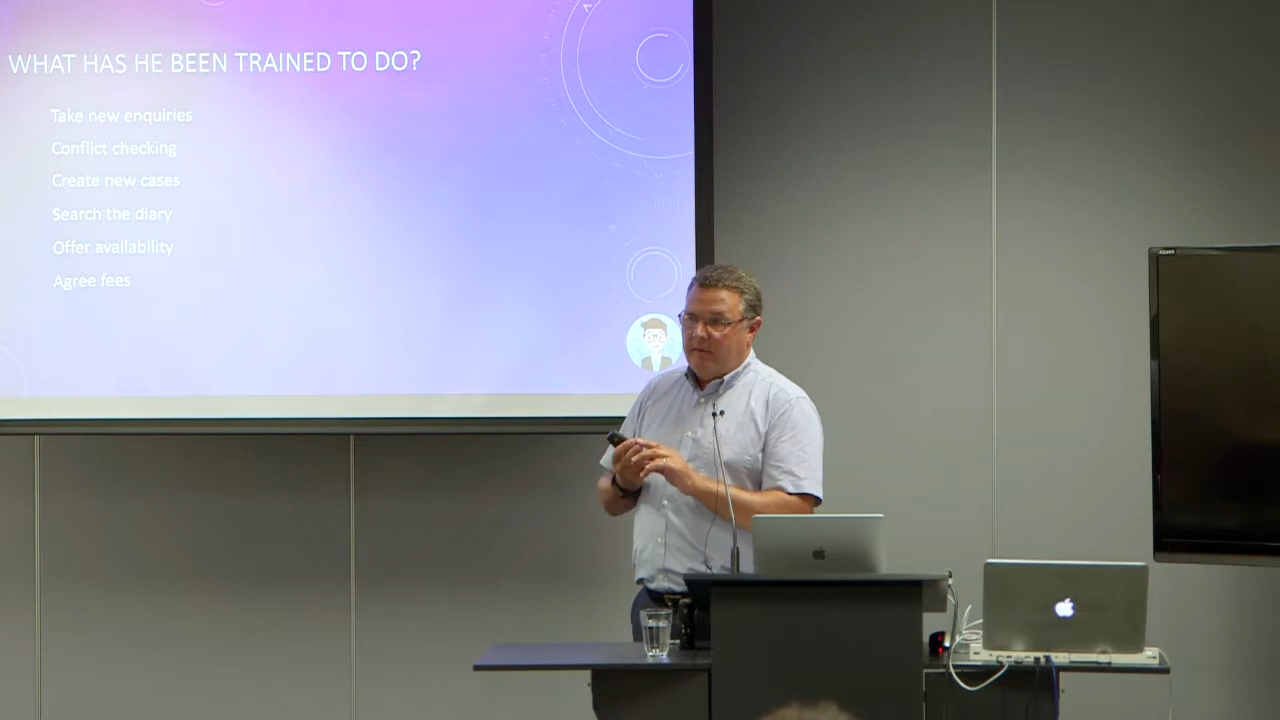 WHAT HAS HE BEEN TRAINED TO DO?
Take new enquiries
Conflict checking
Create new cases
Search the diary
Offer availability
Agree fees